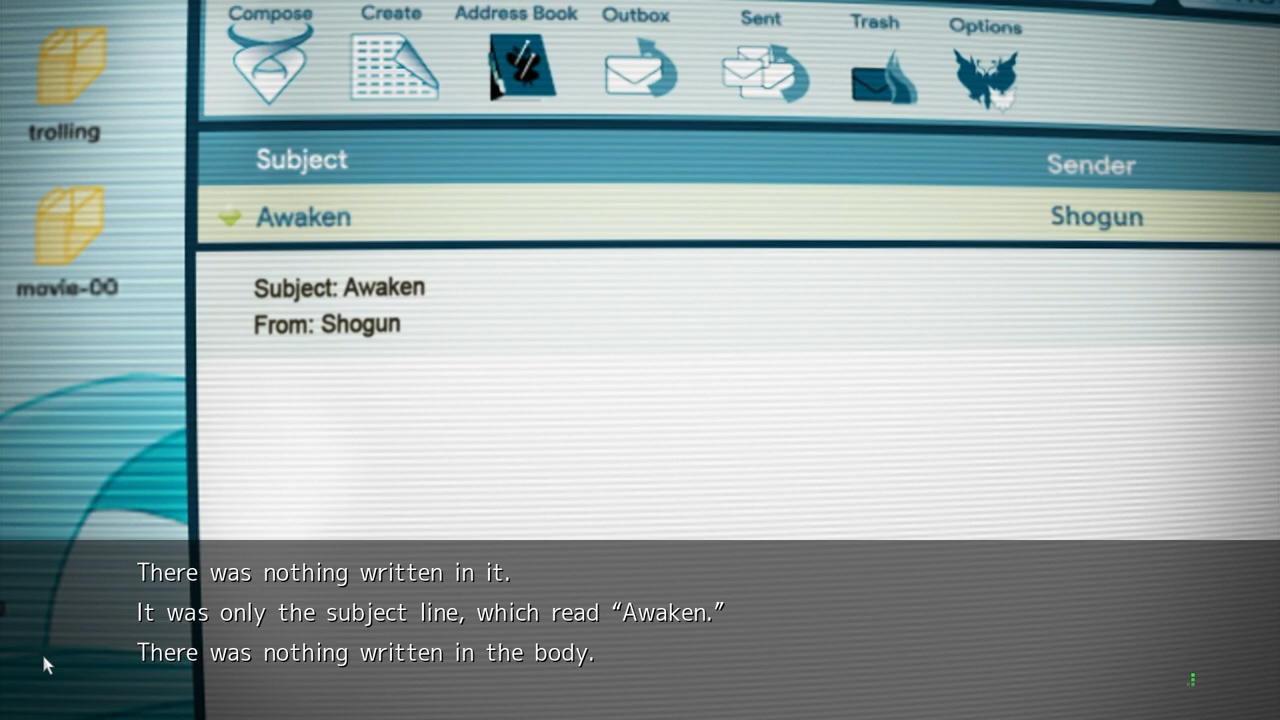 Compose Create Address Book Outbox Sent Trash Options
trolling
Subject Sender
Awaken Shogun
movie-00
Subject: Awaken
From: Shogun
There was nothing written in it.
It was only the subject line, which read “Awaken.”
There was nothing written in the body.